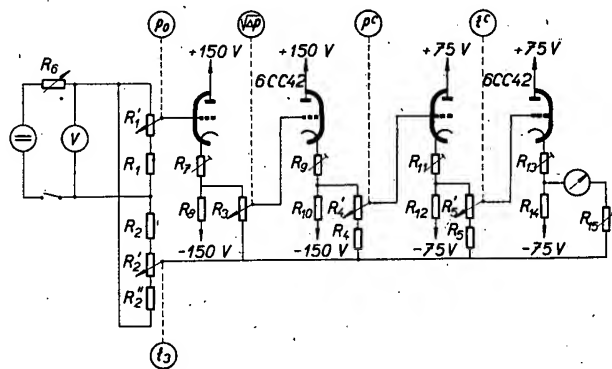 p₀
√Δp
pᶜ
tᶜ
+150 V
+150 V
+75 V
+75 V
6CC42
6CC42
R₆
V
R₁'
R₁
R₂
R₂'
R₂''
R₇
R₈
R₃
R₉
R₁₀
R₄'
R₄
R₁₁
R₁₂
R₅'
R₅
R₁₃
R₁₄
R₁₅
−150 V
−150 V
−75 V
−75 V
t₃